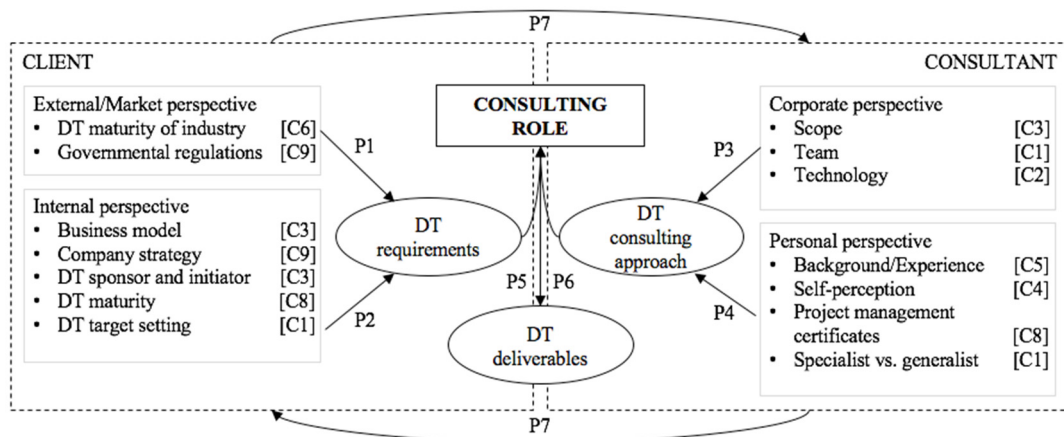 P7
CLIENT
CONSULTANT
External/Market perspective
• DT maturity of industry [C6]
• Governmental regulations [C9]
P1
Internal perspective
• Business model [C3]
• Company strategy [C9]
• DT sponsor and initiator [C3]
• DT maturity [C8]
• DT target setting [C1]
P2
CONSULTING
ROLE
DT
requirements
DT
consulting
approach
P5
P6
DT
deliverables
Corporate perspective
• Scope [C3]
• Team [C1]
• Technology [C2]
P3
Personal perspective
• Background/Experience [C5]
• Self-perception [C4]
• Project management
certificates [C8]
• Specialist vs. generalist [C1]
P4
P7